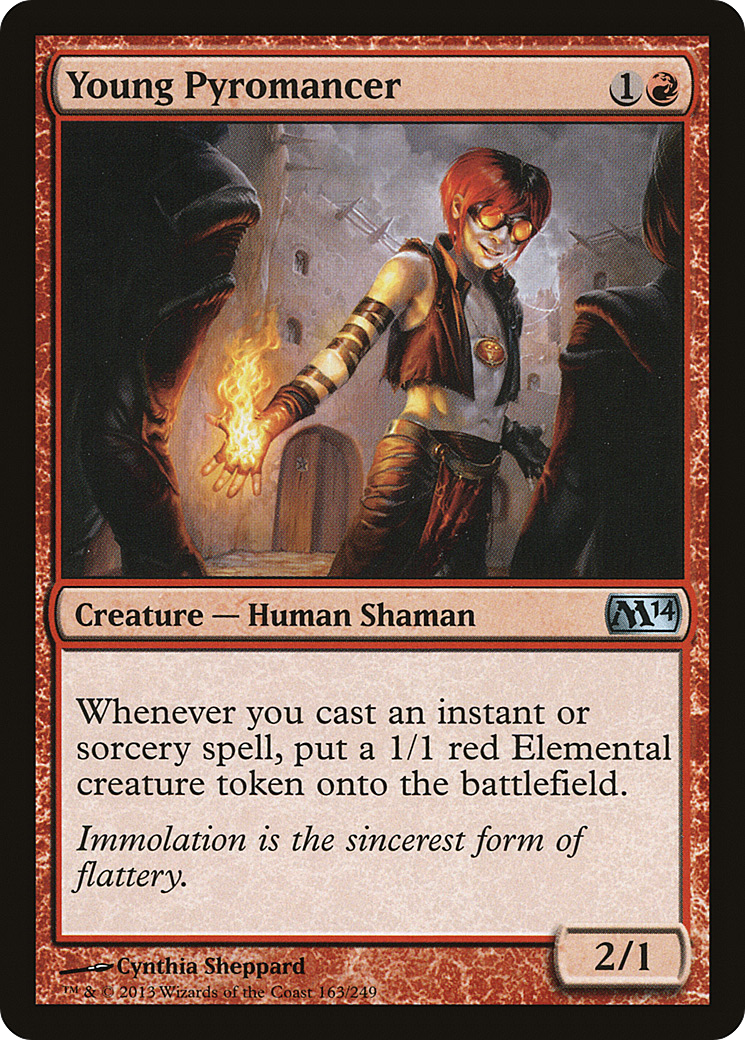 Young Pyromancer 1
Creature — Human Shaman M14
Whenever you cast an instant or
sorcery spell, put a 1/1 red Elemental
creature token onto the battlefield.
Immolation is the sincerest form of
flattery.
2/1
Cynthia Sheppard
™ & © 2013 Wizards of the Coast 163/249